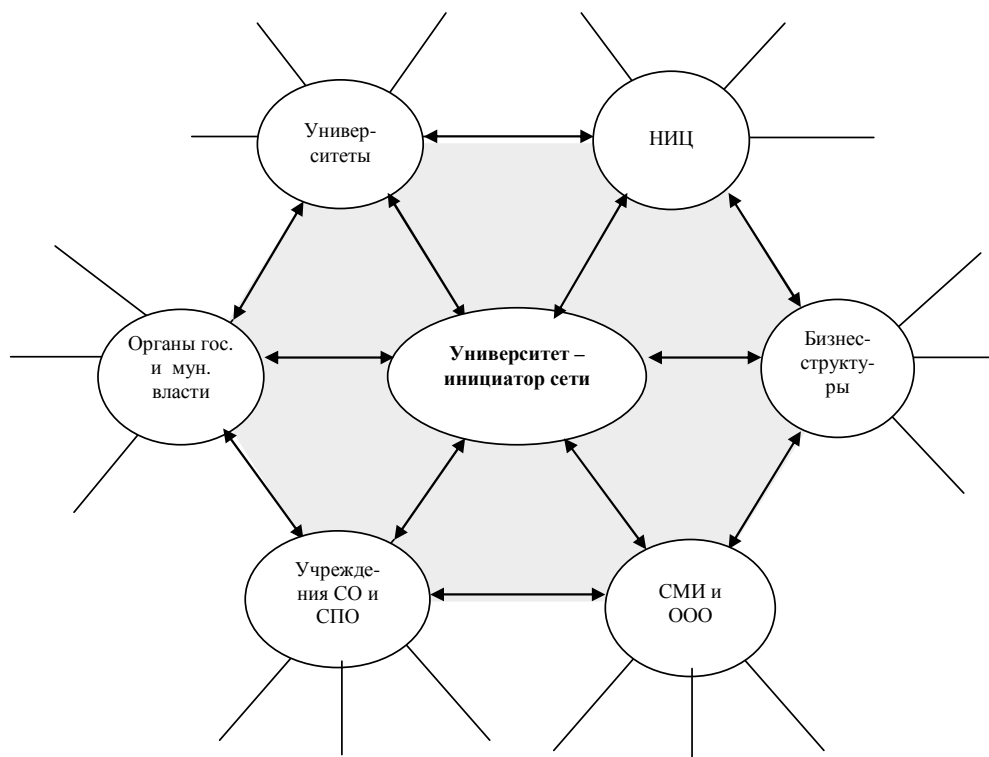 Универ-
ситеты
НИЦ
Органы гос.
и мун.
власти
Университет –
инициатор сети
Бизнес-
структу-
ры
Учрежде-
ния СО и
СПО
СМИ и
ООО